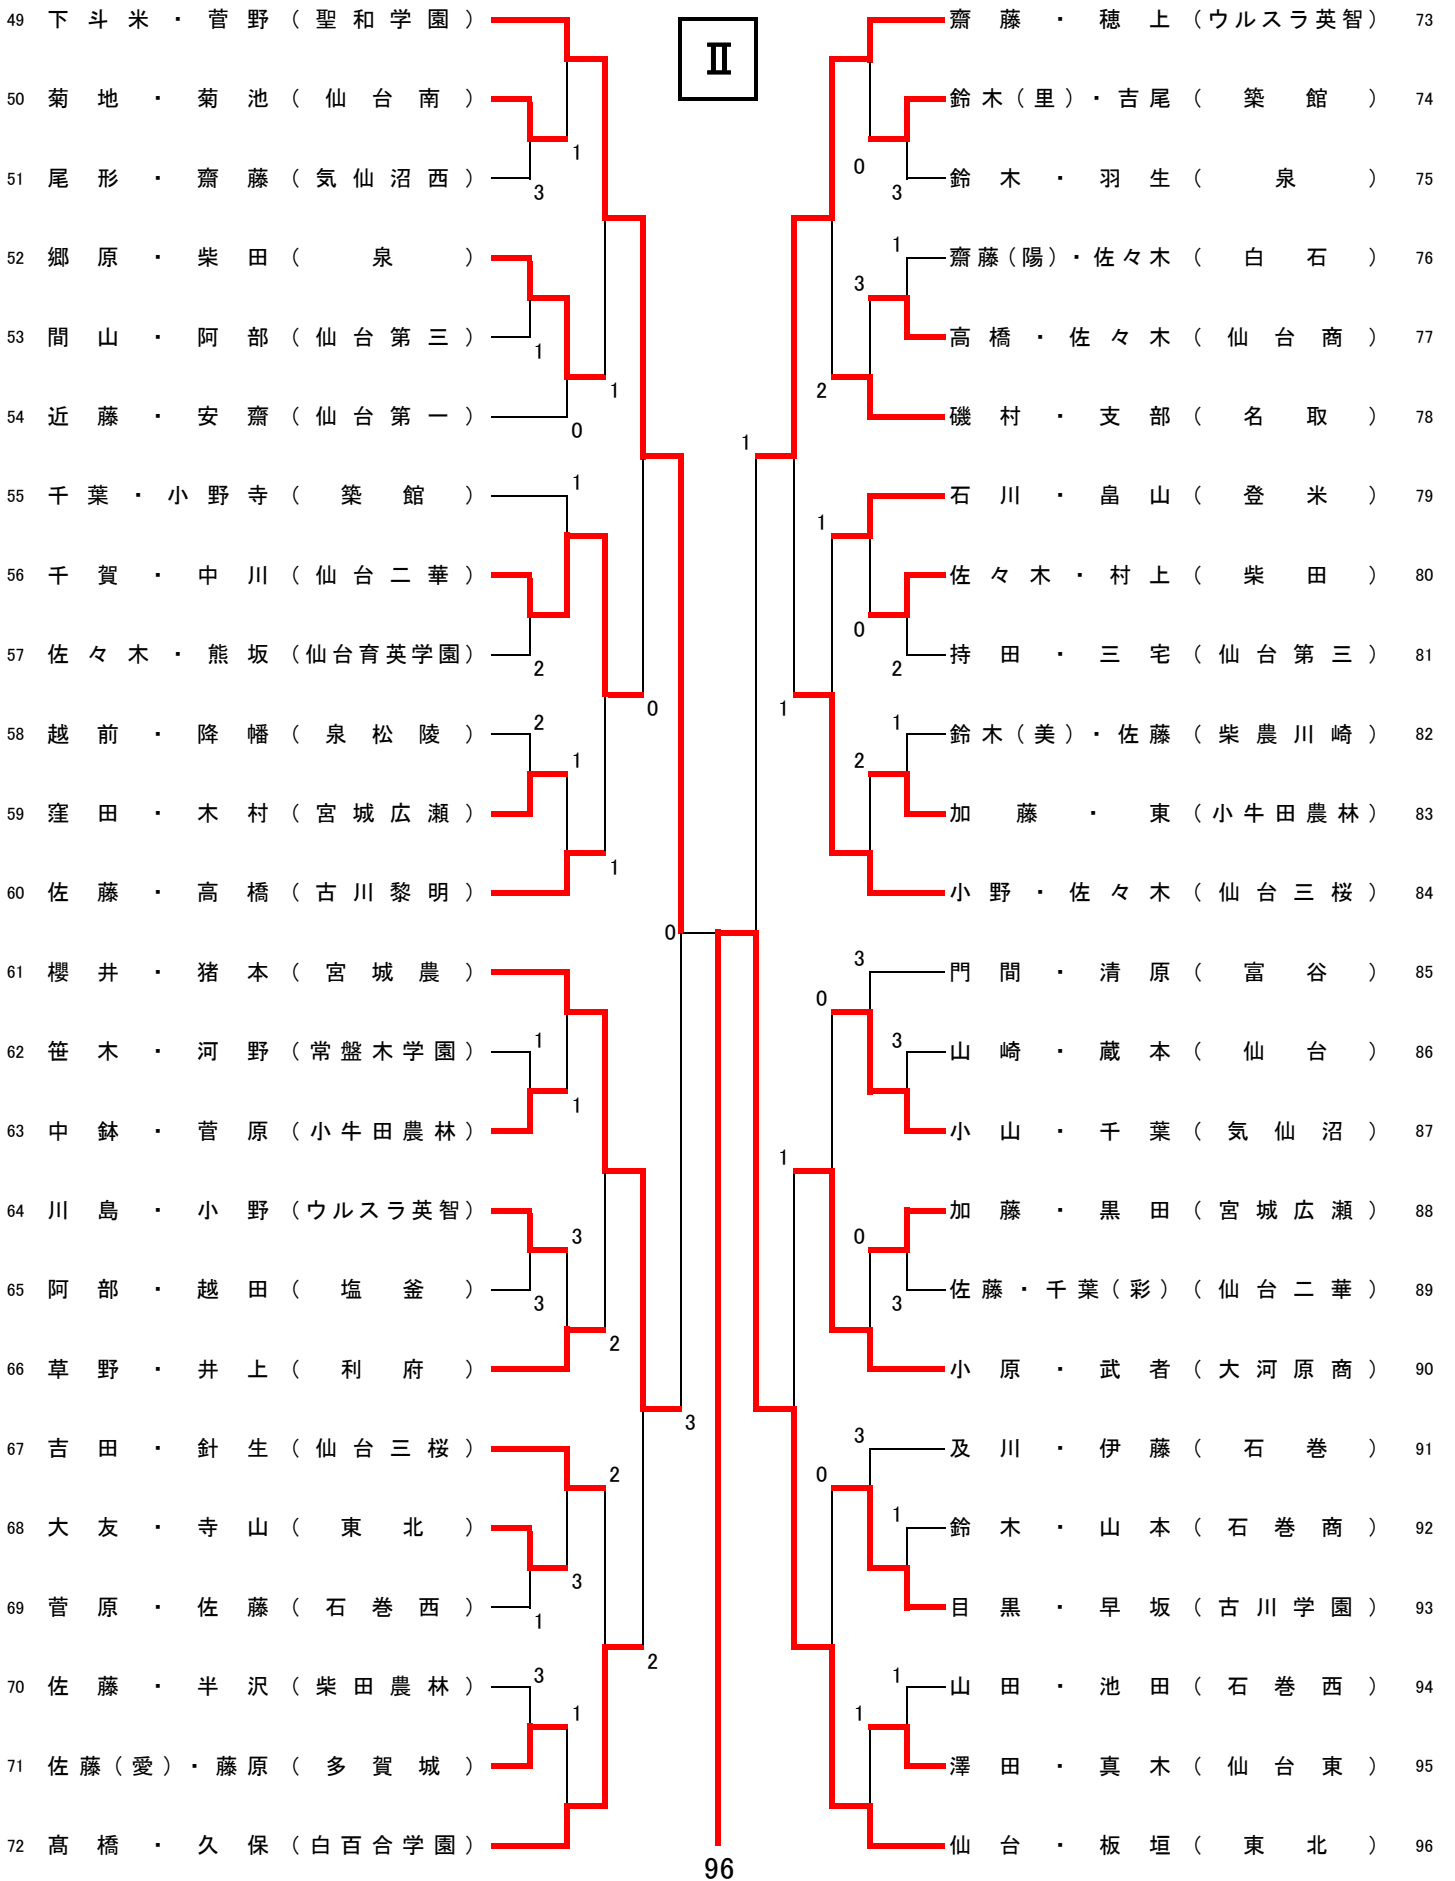 Ⅱ
49 下斗米・菅野（聖和学園）
50 菊地・菊池（仙台南）
1
51 尾形・齋藤（気仙沼西）
3
52 郷原・柴田（泉）
53 間山・阿部（仙台第三）
1
1
54 近藤・安齋（仙台第一）
0
55 千葉・小野寺（築館）
1
56 千賀・中川（仙台二華）
57 佐々木・熊坂（仙台育英学園）
2
0
58 越前・降幡（泉松陵）
2
1
59 窪田・木村（宮城広瀬）
1
60 佐藤・高橋（古川黎明）
0
61 櫻井・猪本（宮城農）
62 笹木・河野（常盤木学園）
1
1
63 中鉢・菅原（小牛田農林）
64 川島・小野（ウルスラ英智）
3
65 阿部・越田（塩釜）
3
2
66 草野・井上（利府）
3
67 吉田・針生（仙台三桜）
2
68 大友・寺山（東北）
3
69 菅原・佐藤（石巻西）
1
2
70 佐藤・半沢（柴田農林）
3
1
71 佐藤（愛）・藤原（多賀城）
72 髙橋・久保（白百合学園）
齋藤・穂上（ウルスラ英智） 73
鈴木（里）・吉尾（築館） 74
0
鈴木・羽生（泉） 75
3
1
齋藤（陽）・佐々木（白石） 76
3
高橋・佐々木（仙台商） 77
2
磯村・支部（名取） 78
1
石川・畠山（登米） 79
1
佐々木・村上（柴田） 80
0
持田・三宅（仙台第三） 81
2
1
1
鈴木（美）・佐藤（柴農川崎） 82
2
加藤・東（小牛田農林） 83
小野・佐々木（仙台三桜） 84
3
門間・清原（富谷） 85
0
3
山崎・蔵本（仙台） 86
小山・千葉（気仙沼） 87
1
加藤・黒田（宮城広瀬） 88
0
佐藤・千葉（彩）（仙台二華） 89
3
小原・武者（大河原商） 90
3
及川・伊藤（石巻） 91
0
1
鈴木・山本（石巻商） 92
目黒・早坂（古川学園） 93
1
山田・池田（石巻西） 94
1
澤田・真木（仙台東） 95
仙台・板垣（東北） 96
96